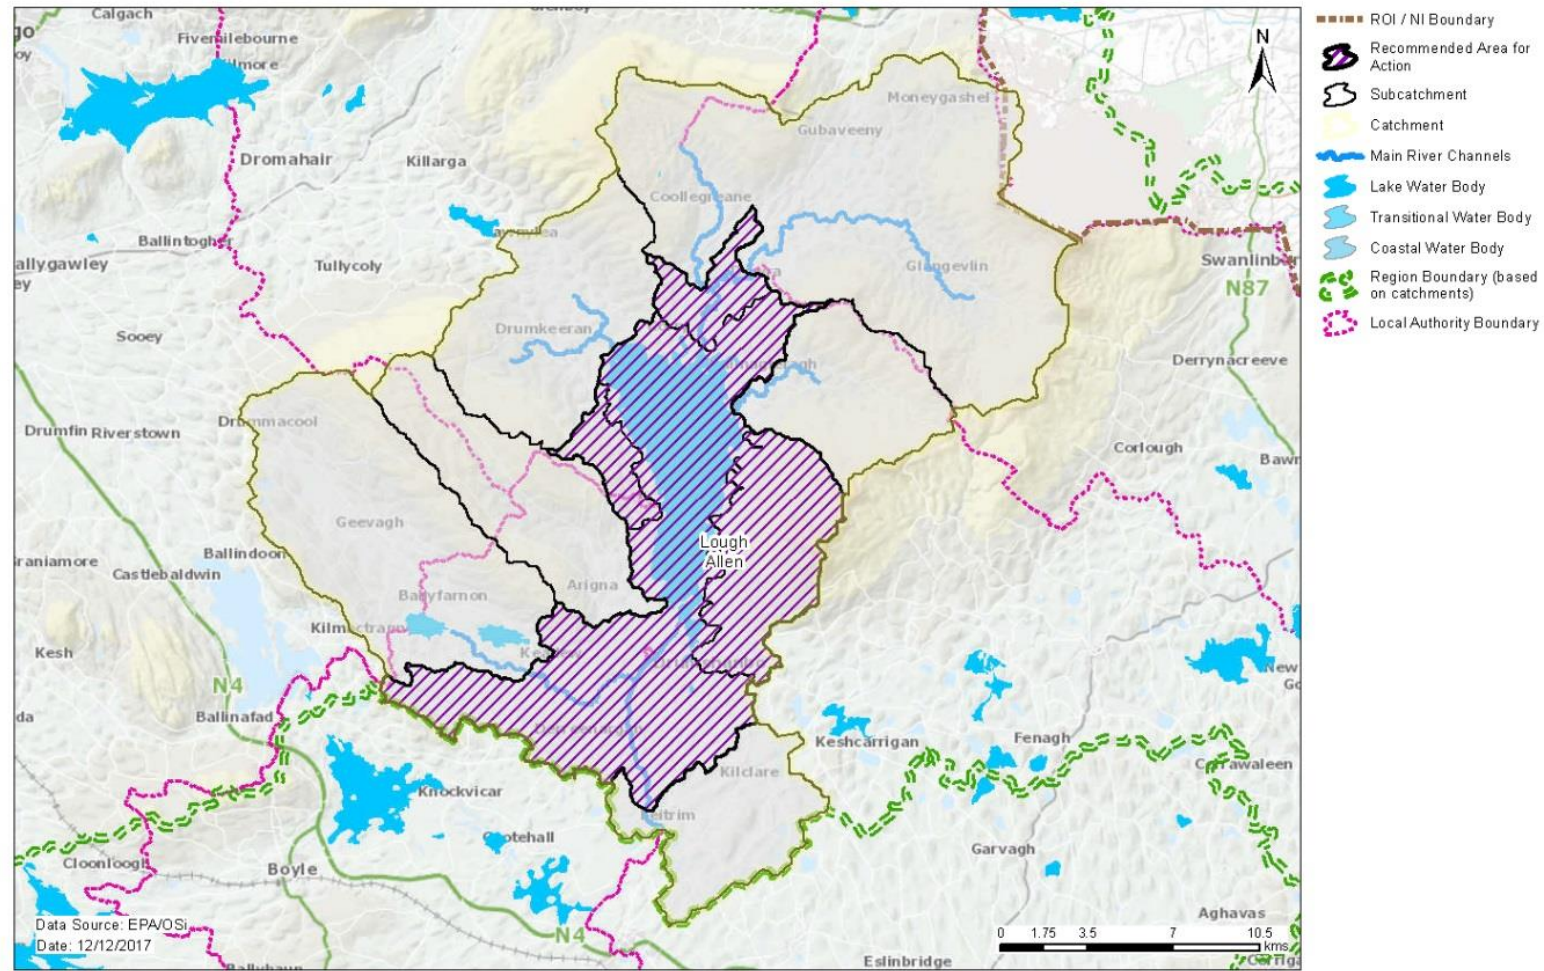 Calgach
Fivemilebourne
Dromahair
Killarga
Moneygashel
Gubaveeny
Coollegreane
Ballintogher
Tullycoly
Glangevlin
N
Swanlinbar
N87
Sooey
Drumkeeran
Derrynacreeve
Drummacool
Drumfin
Riverstown
Corlough
Geevagh
Ballindoon
Castlebaldwin
Lough
Allen
Arigna
Ballyfarnon
Kesh
N4
Ballinafad
Keshcarrigan
Fenagh
Kilclare
Knockvicar
Garvagh
Boyle
Aghavas
N4
Eslinbridge
Data Source: EPA/OSi
Date: 12/12/2017
0 1.75 3.5 7 10.5
kms
ROI / NI Boundary
Recommended Area for
Action
Subcatchment
Catchment
Main River Channels
Lake Water Body
Transitional Water Body
Coastal Water Body
Region Boundary (based
on catchments)
Local Authority Boundary